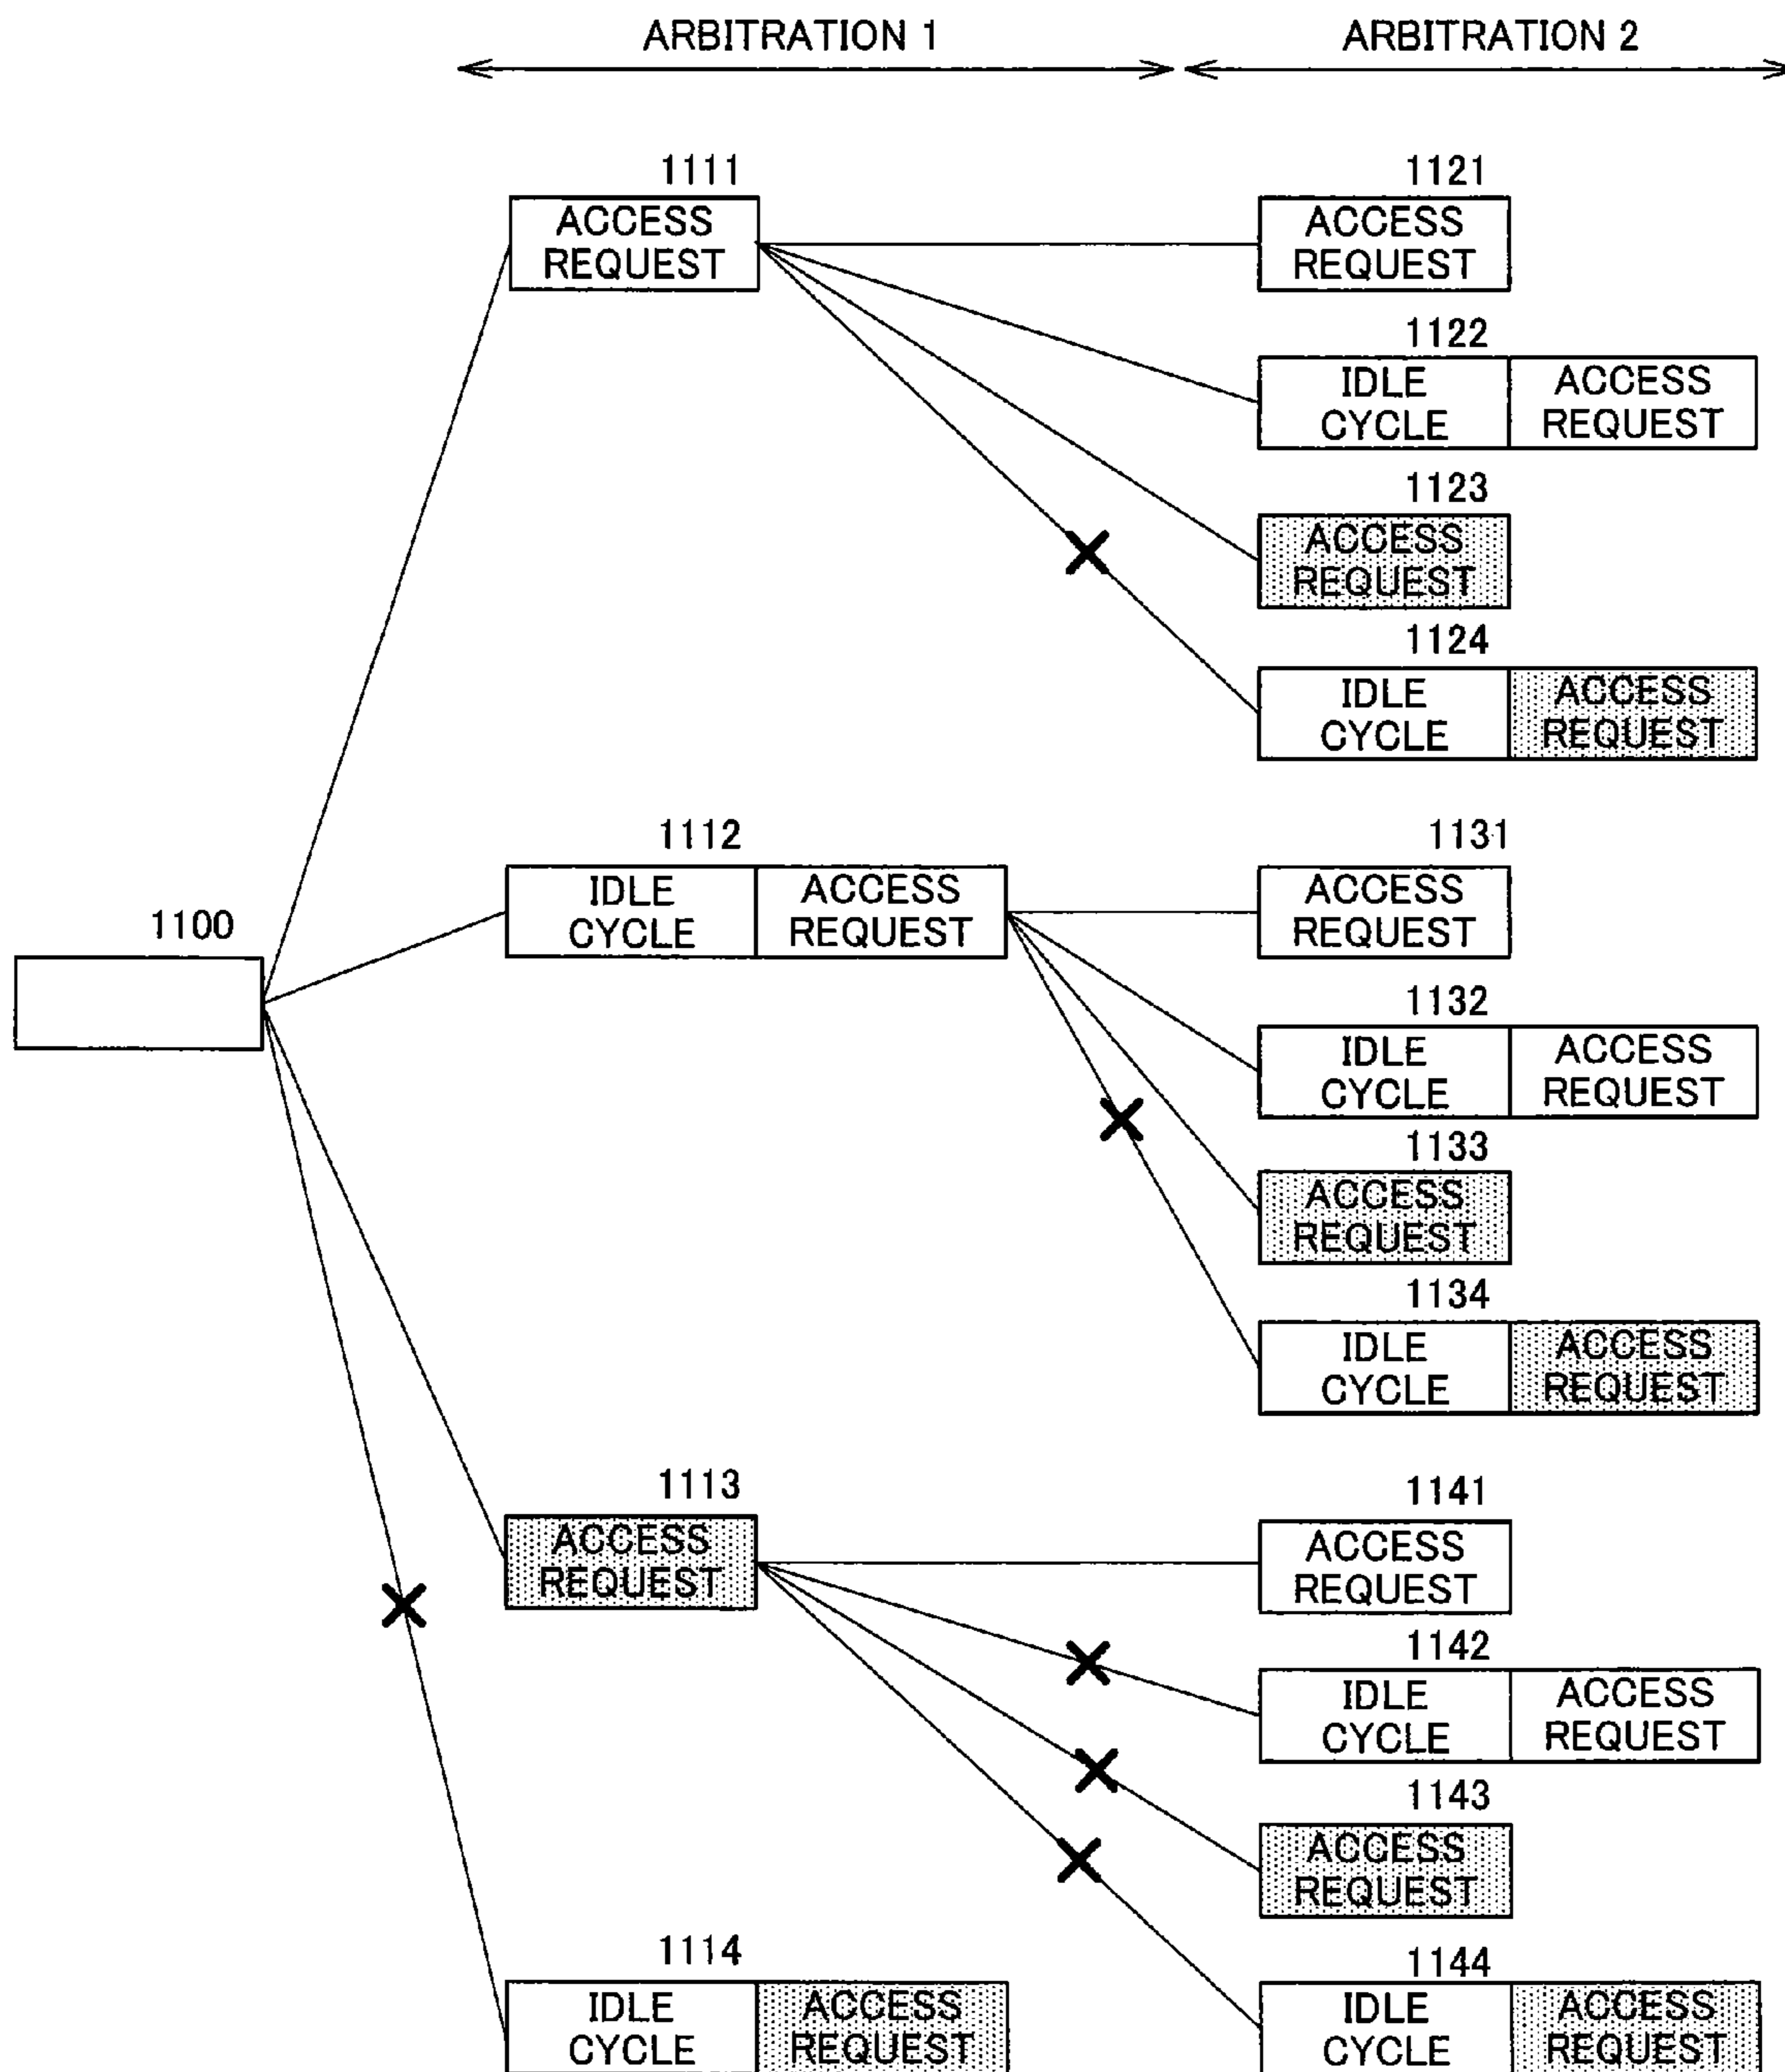 ARBITRATION 1 ARBITRATION 2
1111 1121
ACCESS ACCESS
REQUEST REQUEST
1122
IDLE ACCESS
CYCLE REQUEST
1123
ACCESS
REQUEST
1124
IDLE ACCESS
CYCLE REQUEST
1112 1131
IDLE ACCESS ACCESS
CYCLE REQUEST REQUEST
1100
1132
IDLE ACCESS
CYCLE REQUEST
1133
ACCESS
REQUEST
1134
IDLE ACCESS
CYCLE REQUEST
1113 1141
ACCESS ACCESS
REQUEST REQUEST
1142
IDLE ACCESS
CYCLE REQUEST
1143
ACCESS
REQUEST
1114 1144
IDLE ACCESS IDLE ACCESS
CYCLE REQUEST CYCLE REQUEST